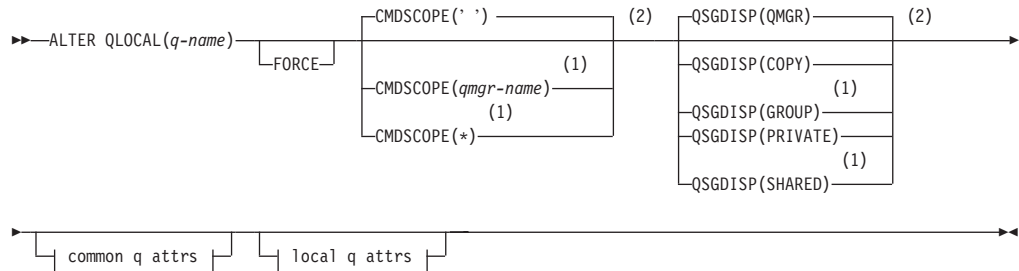 CMDSCOPE(' ') (2) QSGDISP(QMGR) (2)
ALTER QLOCAL(q-name)
FORCE (1) QSGDISP(COPY)
CMDSCOPE(qmgr-name) (1)
(1) QSGDISP(GROUP)
CMDSCOPE(*) QSGDISP(PRIVATE)
(1)
QSGDISP(SHARED)
common q attrs local q attrs